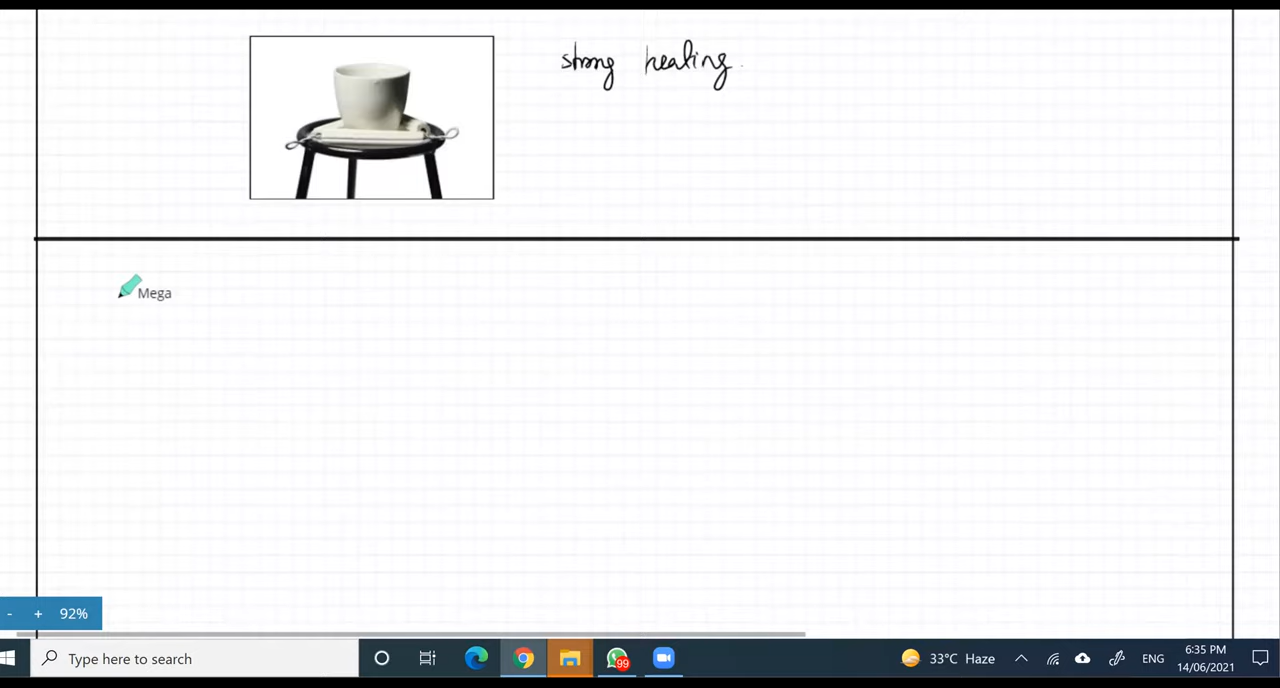 strong healing.
Mega
- + 92%
Type here to search
99
33°C Haze
ENG
6:35 PM
14/06/2021